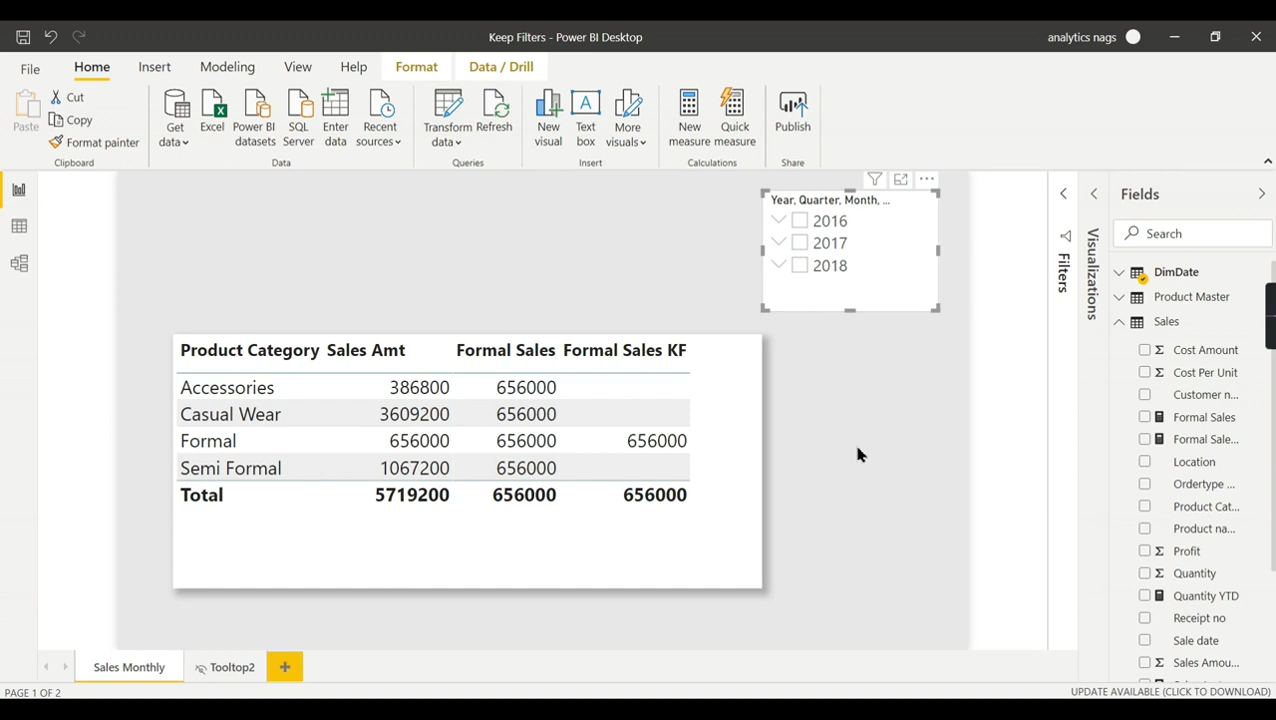 Keep Filters - Power BI Desktop
analytics nags
File Home Insert Modeling View Help Format Data / Drill
Paste
Cut
Copy
Format painter
Clipboard
Get data
Excel
Power BI datasets
SQL Server
Enter data
Recent sources
Data
Transform data
Refresh
Queries
New visual
Text box
More visuals
Insert
New measure
Quick measure
Calculations
Publish
Share
Year, Quarter, Month, ...
2016
2017
2018
Product Category Sales Amt Formal Sales Formal Sales KF
Accessories 386800 656000
Casual Wear 3609200 656000
Formal 656000 656000 656000
Semi Formal 1067200 656000
Total 5719200 656000 656000
Filters
Visualizations
Fields
Search
DimDate
Product Master
Sales
Cost Amount
Cost Per Unit
Customer n...
Formal Sales
Formal Sale...
Location
Ordertype ...
Product Cat...
Product na...
Profit
Quantity
Quantity YTD
Receipt no
Sale date
Sales Amou...
Sales Monthly
Tooltop2
PAGE 1 OF 2
UPDATE AVAILABLE (CLICK TO DOWNLOAD)